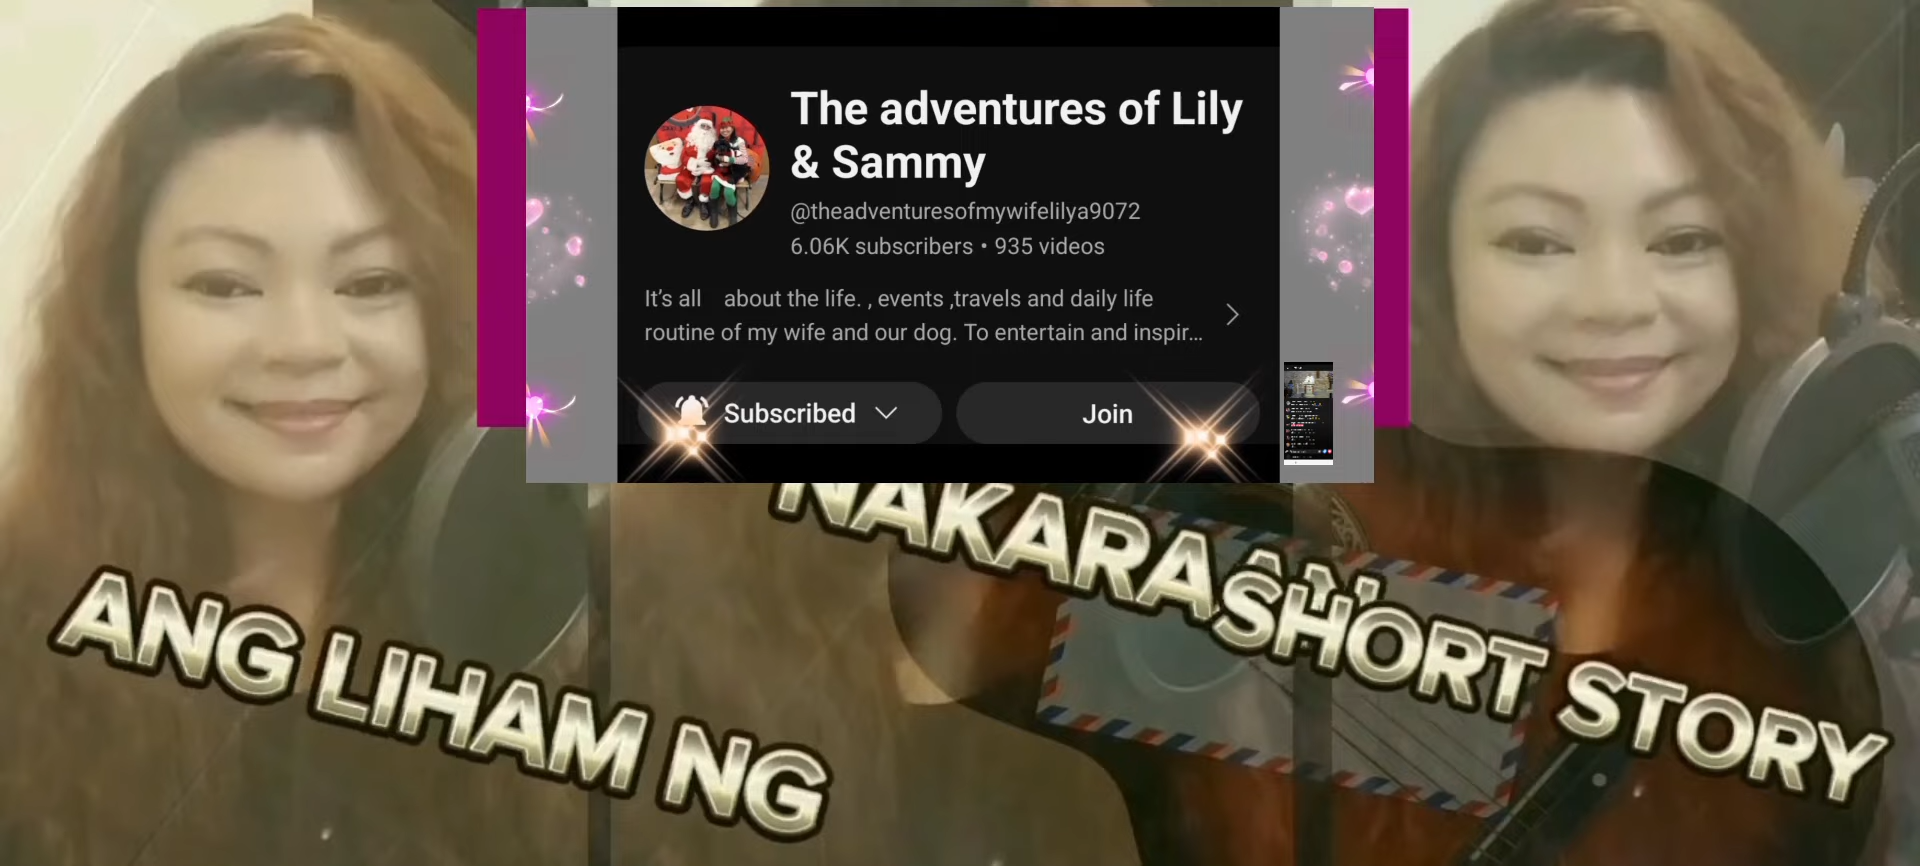 The adventures of Lily
& Sammy
@theadventuresofmywifelilya9072
6.06K subscribers • 935 videos
It's all about the life. , events ,travels and daily life
routine of my wife and our dog. To entertain and inspir...
Subscribed
Join
ANG LIHAM NG
NAKARAAN
SHORT STORY